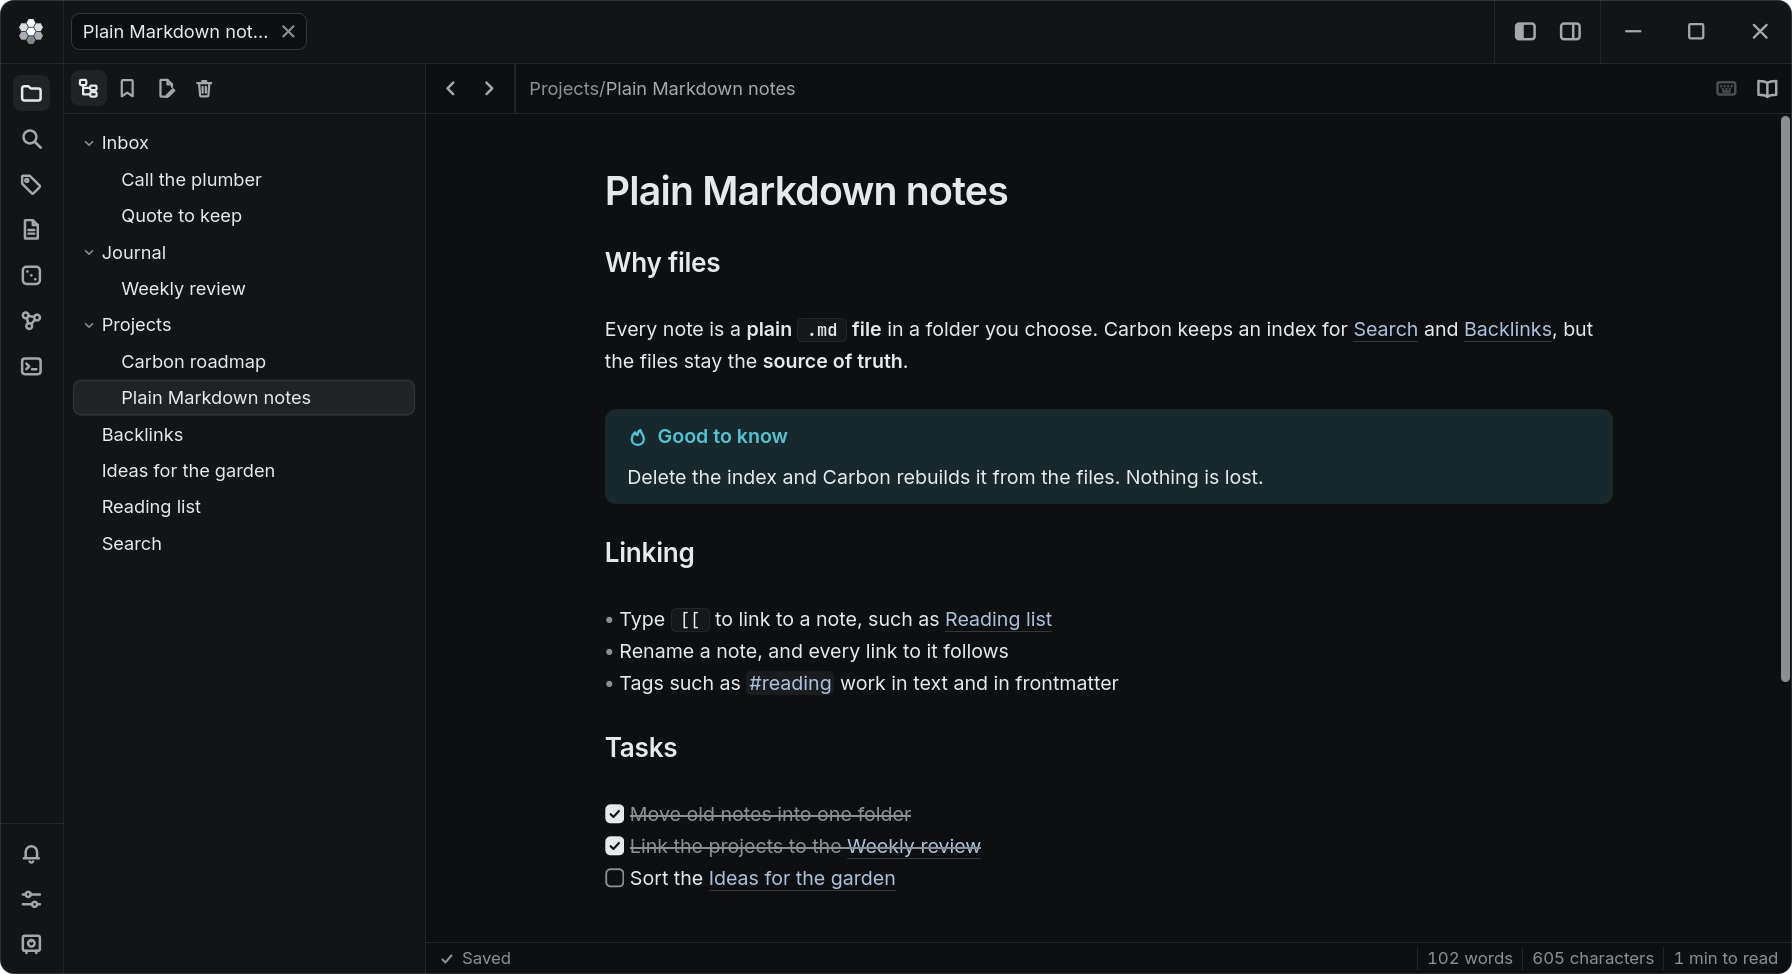 Plain Markdown not...
Projects/Plain Markdown notes
Inbox
Call the plumber
Quote to keep
Journal
Weekly review
Projects
Carbon roadmap
Plain Markdown notes
Backlinks
Ideas for the garden
Reading list
Search
Plain Markdown notes
Why files
Every note is a plain .md file in a folder you choose. Carbon keeps an index for Search and Backlinks, but
the files stay the source of truth.
Good to know
Delete the index and Carbon rebuilds it from the files. Nothing is lost.
Linking
• Type [[ to link to a note, such as Reading list
• Rename a note, and every link to it follows
• Tags such as #reading work in text and in frontmatter
Tasks
Move old notes into one folder
Link the projects to the Weekly review
Sort the Ideas for the garden
Saved
102 words
605 characters
1 min to read